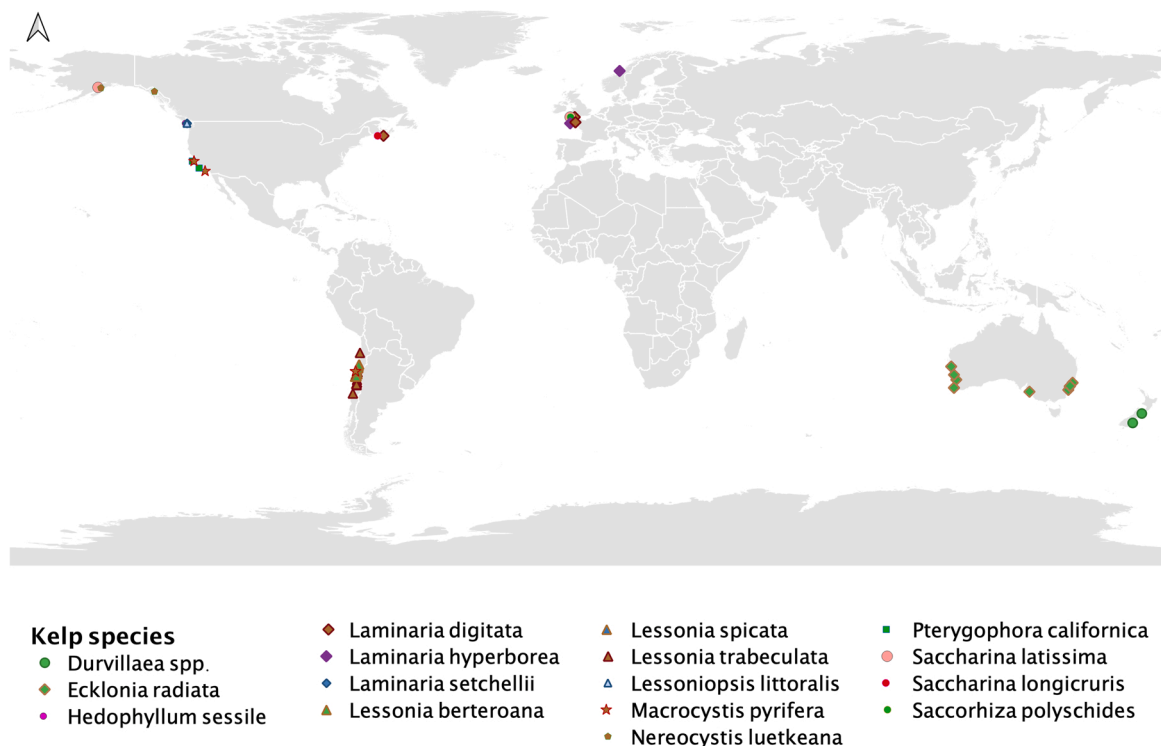 Kelp species
Durvillaea spp.
Ecklonia radiata
Hedophyllum sessile
Laminaria digitata
Laminaria hyperborea
Laminaria setchellii
Lessonia berteroana
Lessonia spicata
Lessonia trabeculata
Lessoniopsis littoralis
Macrocystis pyrifera
Nereocystis luetkeana
Pterygophora californica
Saccharina latissima
Saccharina longicruris
Saccorhiza polyschides